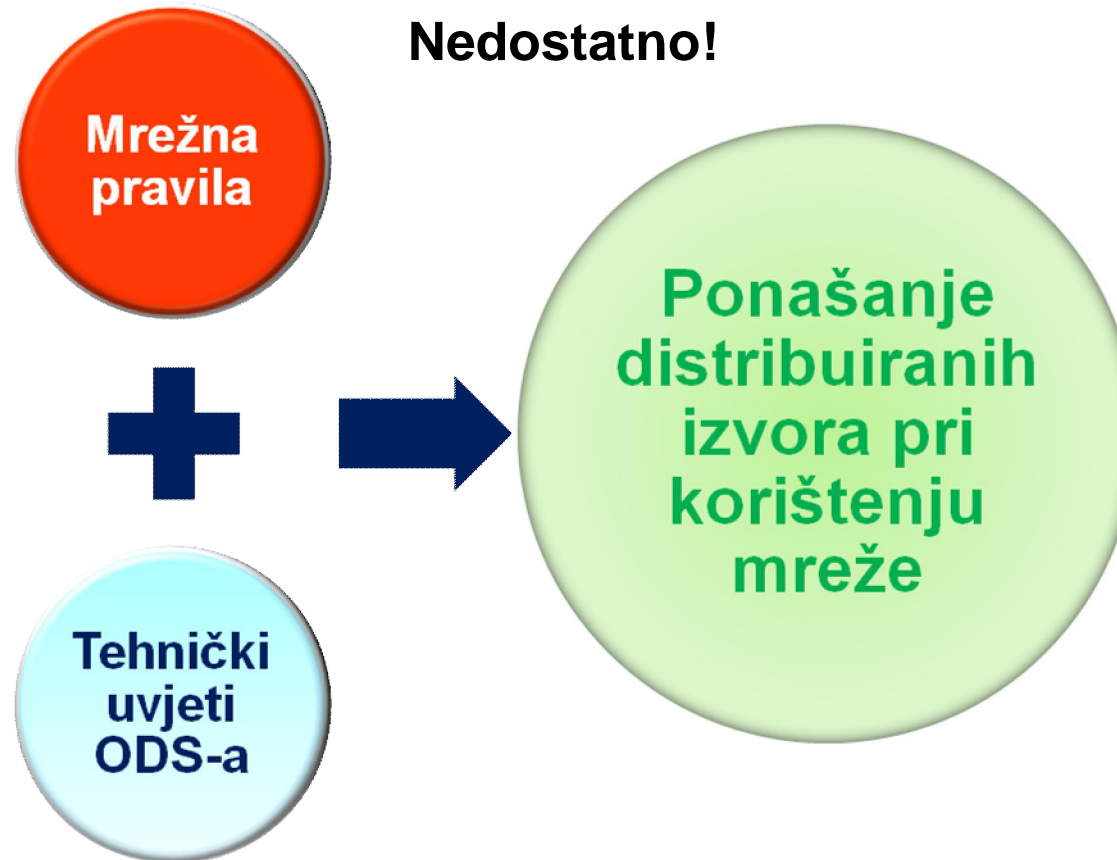 Nedostatno!
Mrežna
pravila
Tehnički
uvjeti
ODS-a
Ponašanje
distribuiranih
izvora pri
korištenju
mreže